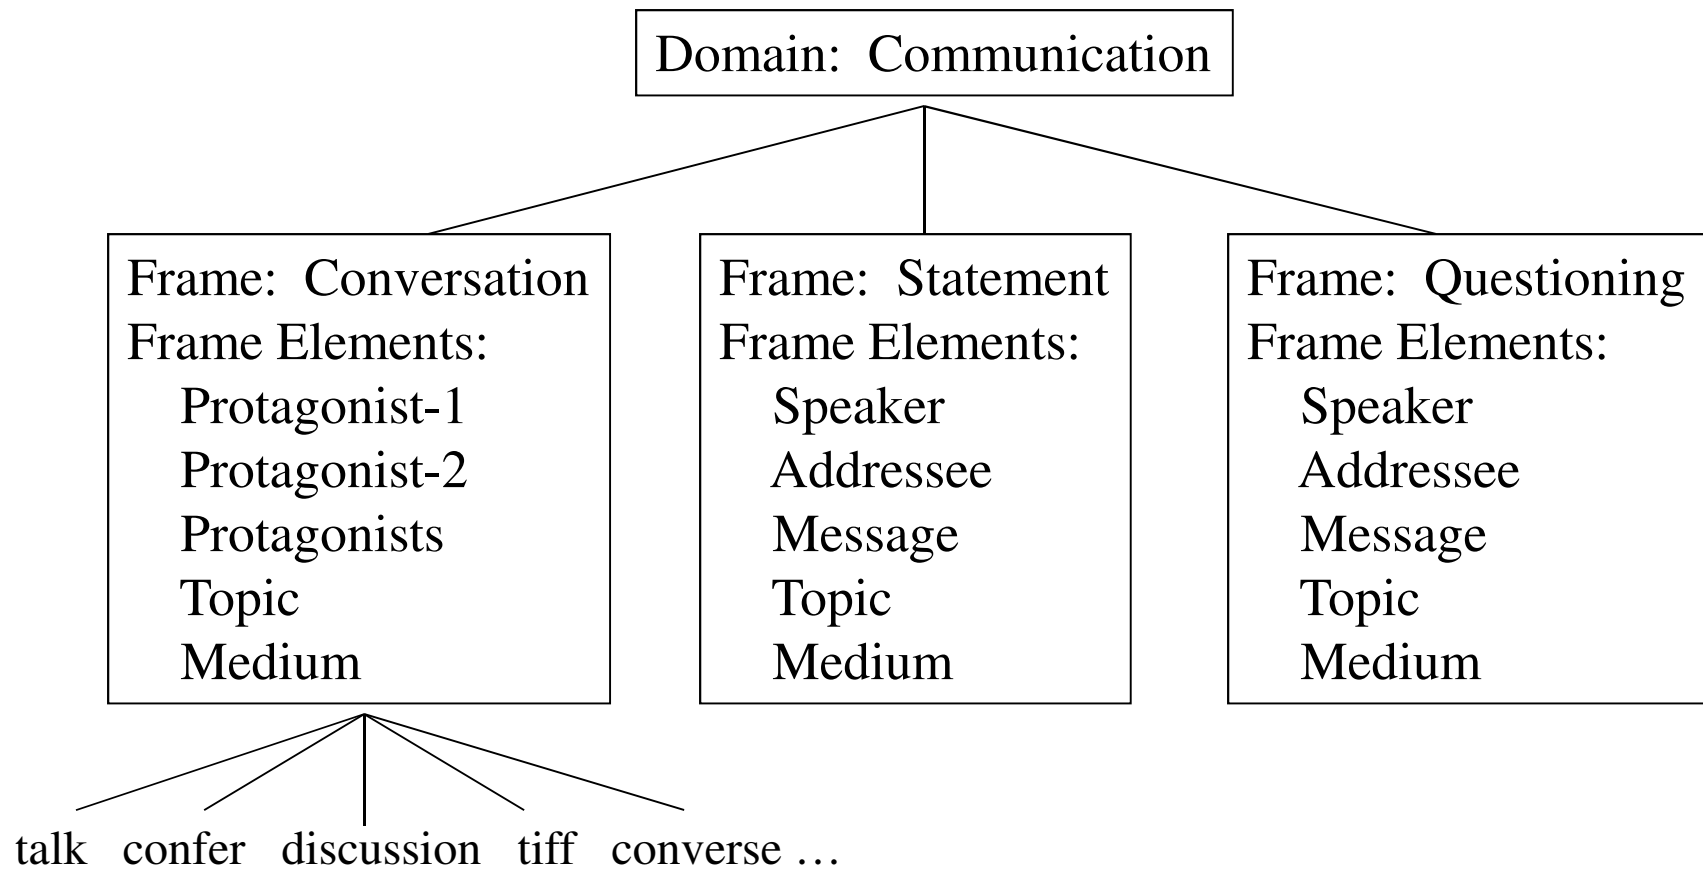 Domain: Communication
Frame: Conversation
Frame Elements:
Protagonist-1
Protagonist-2
Protagonists
Topic
Medium
Frame: Statement
Frame Elements:
Speaker
Addressee
Message
Topic
Medium
Frame: Questioning
Frame Elements:
Speaker
Addressee
Message
Topic
Medium
talk confer discussion tiff converse …